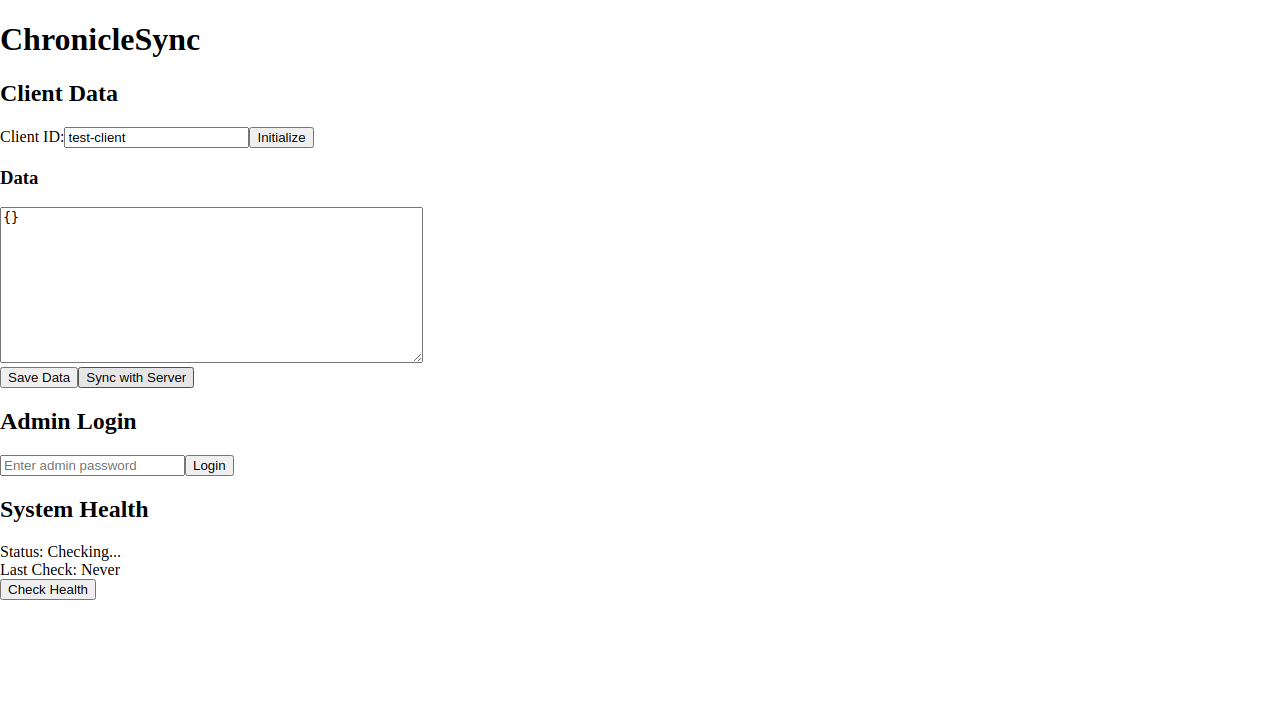 ChronicleSync
Client Data
Client ID: test-client Initialize
Data
{}
Save Data Sync with Server
Admin Login
Enter admin password Login
System Health
Status: Checking...
Last Check: Never
Check Health